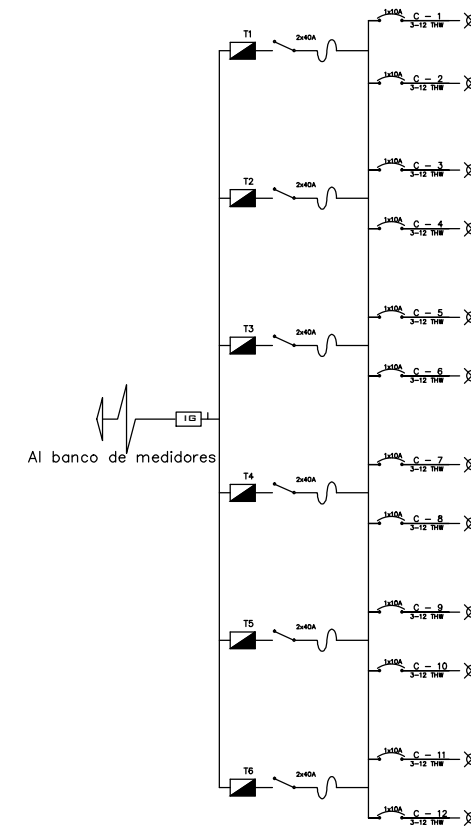 1x10A
C - 1
3-12 THW
T1
2x40A
1x10A
C - 2
3-12 THW
1x10A
C - 3
3-12 THW
T2
2x40A
1x10A
C - 4
3-12 THW
1x10A
C - 5
3-12 THW
T3
2x40A
1x10A
C - 6
3-12 THW
IG
Al banco de medidores
1x10A
C - 7
3-12 THW
T4
2x40A
1x10A
C - 8
3-12 THW
1x10A
C - 9
3-12 THW
T5
2x40A
1x10A
C - 10
3-12 THW
1x10A
C - 11
3-12 THW
T6
2x40A
1x10A
C - 12
3-12 THW